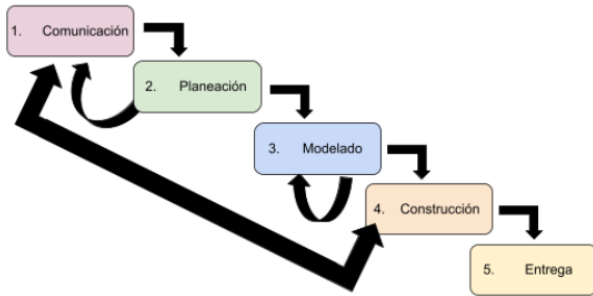 1. Comunicación
2. Planeación
3. Modelado
4. Construcción
5. Entrega